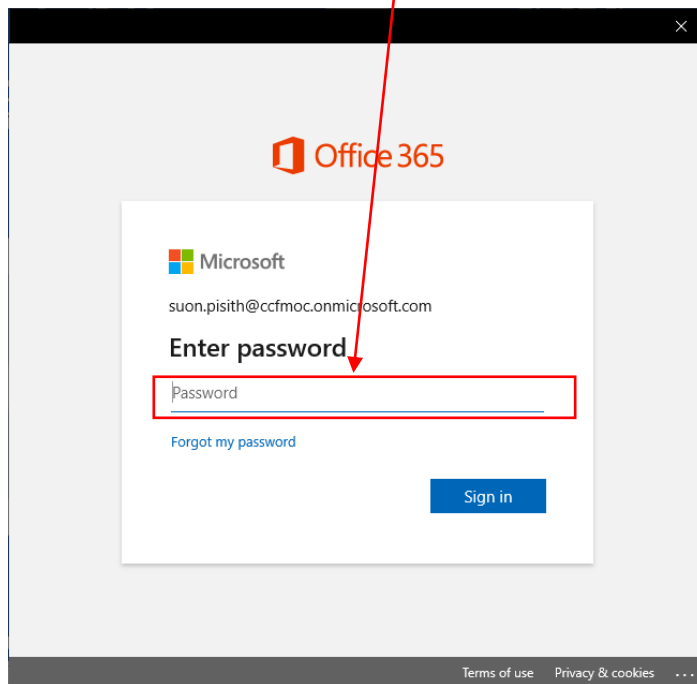 Office 365
Microsoft
suon.pisith@ccfmoc.onmicrosoft.com
Enter password
Password
Forgot my password
Sign in
Terms of use Privacy & cookies ...